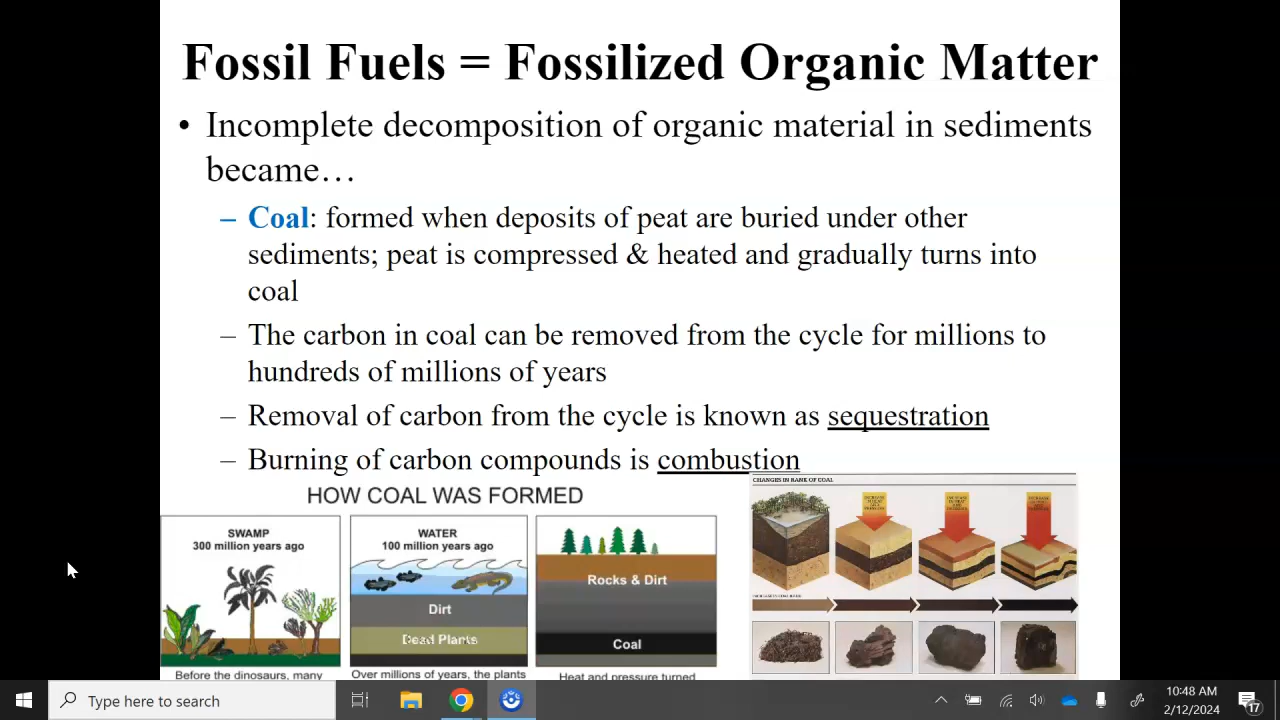 Fossil Fuels = Fossilized Organic Matter
• Incomplete decomposition of organic material in sediments
became…
– Coal: formed when deposits of peat are buried under other
sediments; peat is compressed & heated and gradually turns into
coal
– The carbon in coal can be removed from the cycle for millions to
hundreds of millions of years
– Removal of carbon from the cycle is known as sequestration
– Burning of carbon compounds is combustion
HOW COAL WAS FORMED
SWAMP
300 million years ago
Before the dinosaurs, many
WATER
100 million years ago
Dirt
Dead Plants
Over millions of years, the plants
Rocks & Dirt
Coal
Heat and pressure turned
CHANGES IN RANK OF COAL
Type here to search
10:48 AM
2/12/2024
17